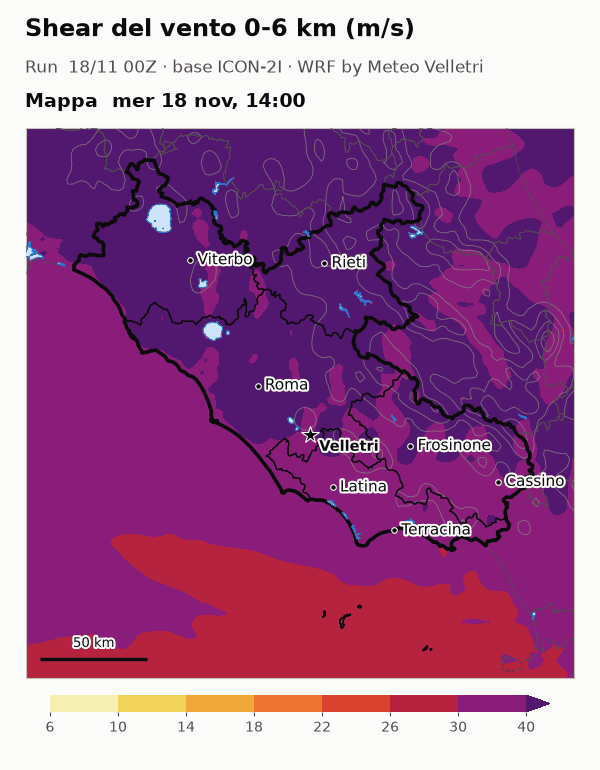 Shear del vento 0-6 km (m/s)
Run 18/11 00Z · base ICON-2I · WRF by Meteo Velletri
Mappa mer 18 nov, 14:00
Viterbo
Rieti
Roma
Velletri
Frosinone
Latina
Cassino
Terracina
50 km
6 10 14 18 22 26 30 40